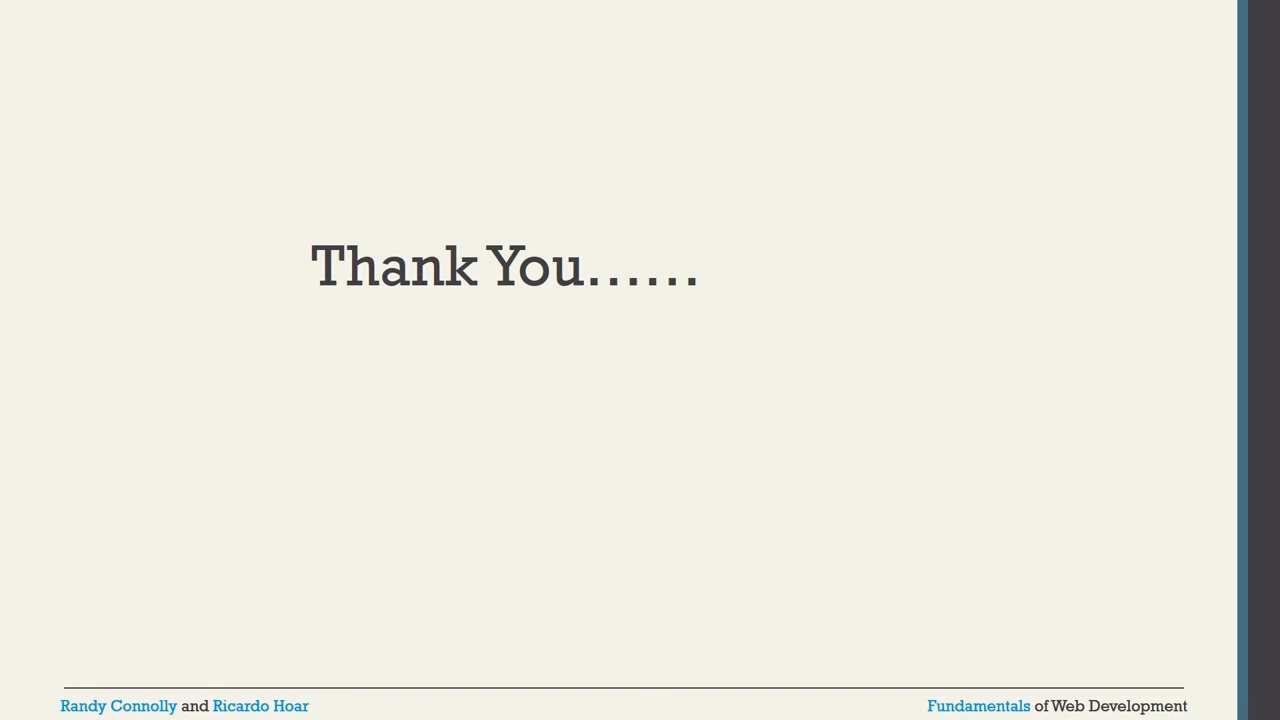 Thank You......
Randy Connolly and Ricardo Hoar
Fundamentals of Web Development